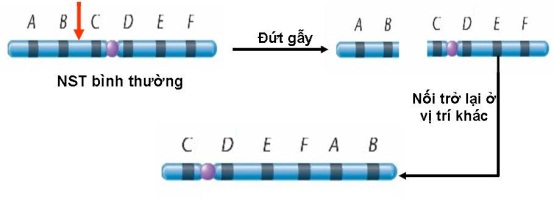 A B C D E F
NST bình thường
Đứt gẫy
A B
C D E F
Nối trở lại ở
vị trí khác
C D E F A B